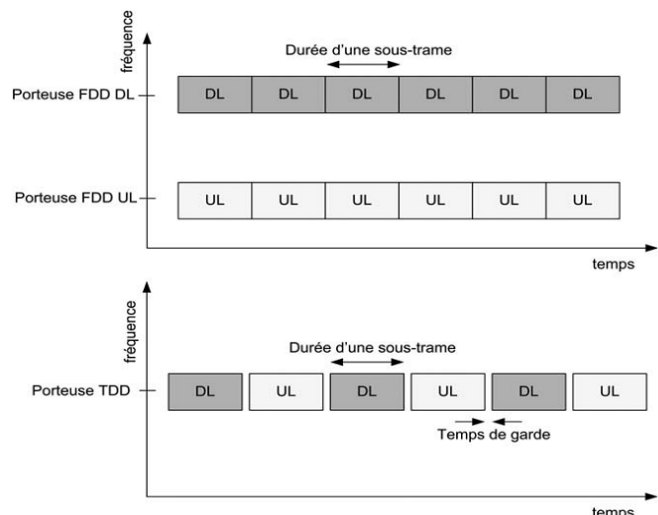 fréquence
Durée d'une sous-trame
Porteuse FDD DL
DL DL DL DL DL DL
Porteuse FDD UL
UL UL UL UL UL UL
temps
fréquence
Durée d'une sous-trame
Porteuse TDD
DL UL DL UL DL UL
Temps de garde
temps